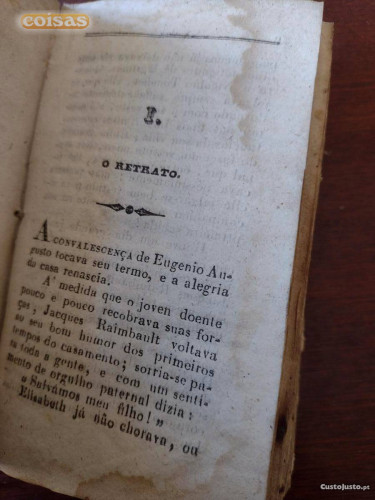 coisas
I.
O RETRATO.
A CONVALESCENÇA de Eugenio Au-
gusto tocava seu termo, e a alegria
da casa renascia.
A' medida que o joven doente
pouco e pouco recobrava suas for-
ças, Jacques Raimbault voltava
ao seu bom humor dos primeiros
tempos do casamento; sorria-se pa-
ra toda a gente, e com um senti-
mento de orgulho paternal dizia:
« Salvámos meu filho! »
Elisabeth já não chorava, ou
CustoJusto.pt